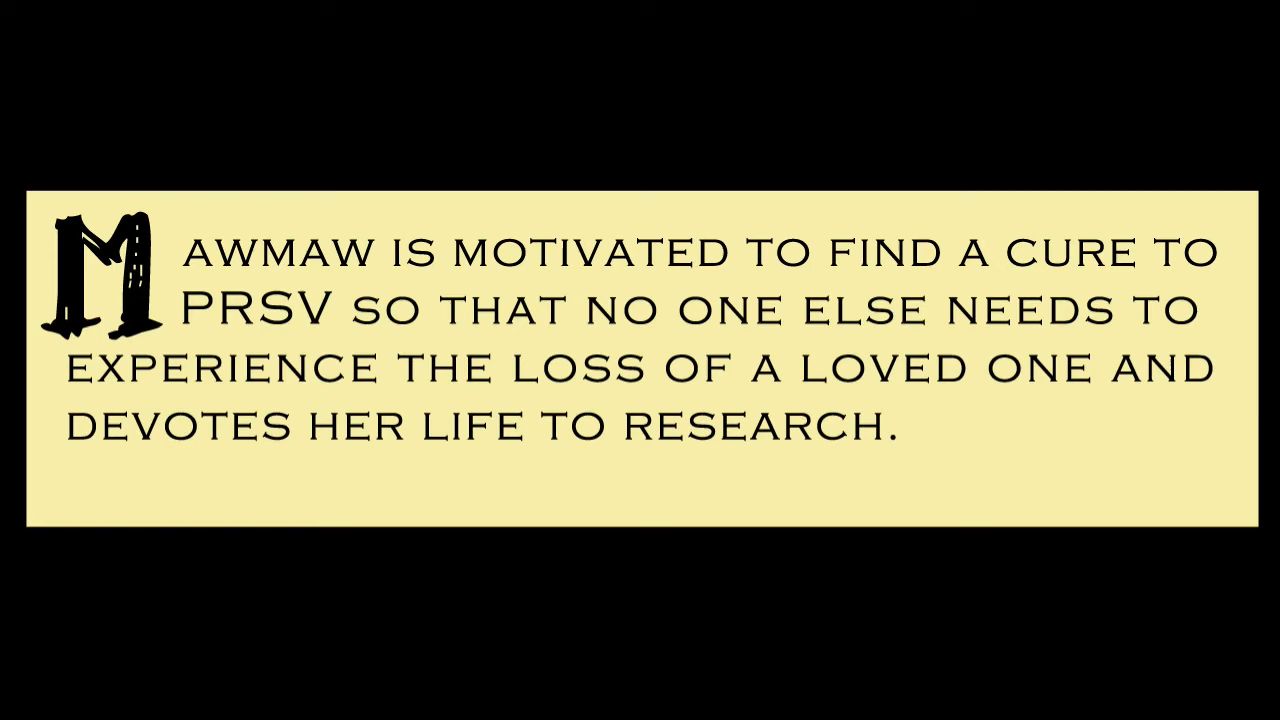 MAWMAW IS MOTIVATED TO FIND A CURE TO
PRSV SO THAT NO ONE ELSE NEEDS TO
EXPERIENCE THE LOSS OF A LOVED ONE AND
DEVOTES HER LIFE TO RESEARCH.